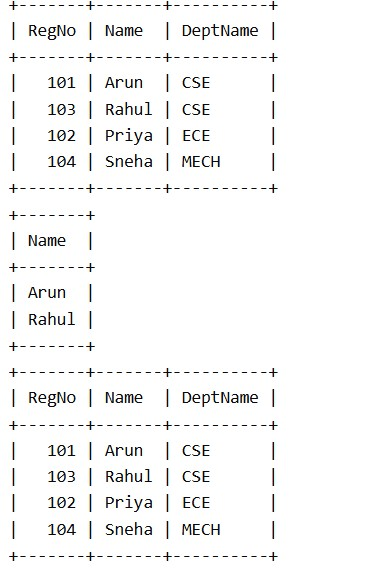 +-------+-------+----------+
| RegNo | Name  | DeptName |
+-------+-------+----------+
|   101 | Arun  | CSE      |
|   103 | Rahul | CSE      |
|   102 | Priya | ECE      |
|   104 | Sneha | MECH     |
+-------+-------+----------+
+-------+
| Name  |
+-------+
| Arun  |
| Rahul |
+-------+
+-------+-------+----------+
| RegNo | Name  | DeptName |
+-------+-------+----------+
|   101 | Arun  | CSE      |
|   103 | Rahul | CSE      |
|   102 | Priya | ECE      |
|   104 | Sneha | MECH     |
+-------+-------+----------+